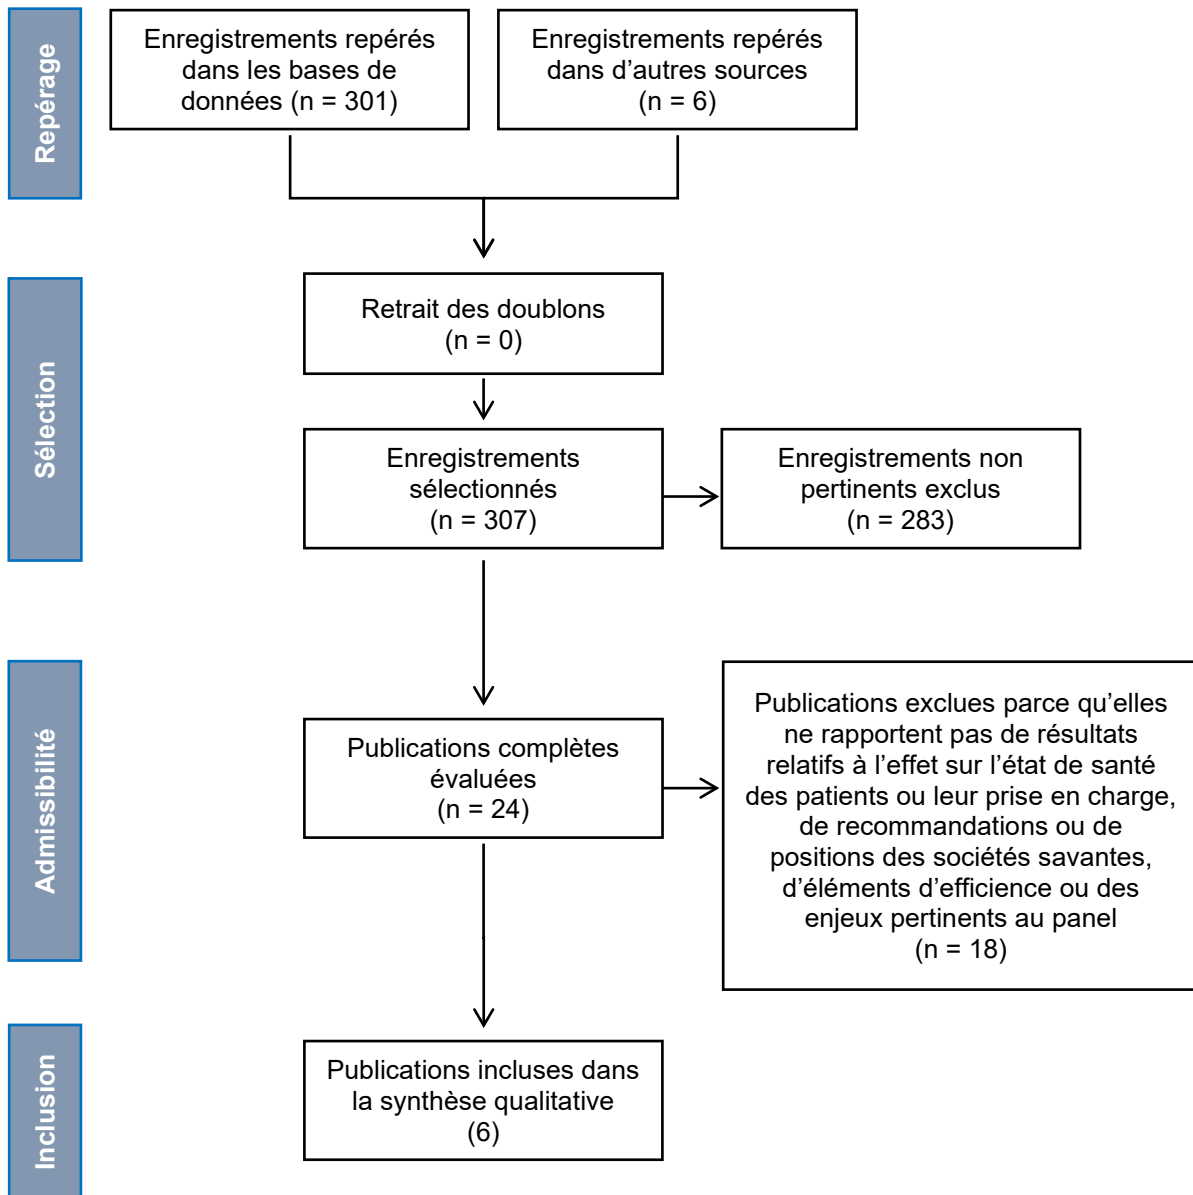 Repérage
Enregistrements repérés
dans les bases de
données (n = 301)
Enregistrements repérés
dans d’autres sources
(n = 6)
Sélection
Retrait des doublons
(n = 0)
Enregistrements
sélectionnés
(n = 307)
Enregistrements non
pertinents exclus
(n = 283)
Admissibilité
Publications complètes
évaluées
(n = 24)
Publications exclues parce qu’elles
ne rapportent pas de résultats
relatifs à l’effet sur l’état de santé
des patients ou leur prise en charge,
de recommandations ou de
positions des sociétés savantes,
d’éléments d’efficience ou des
enjeux pertinents au panel
(n = 18)
Inclusion
Publications incluses dans
la synthèse qualitative
(6)